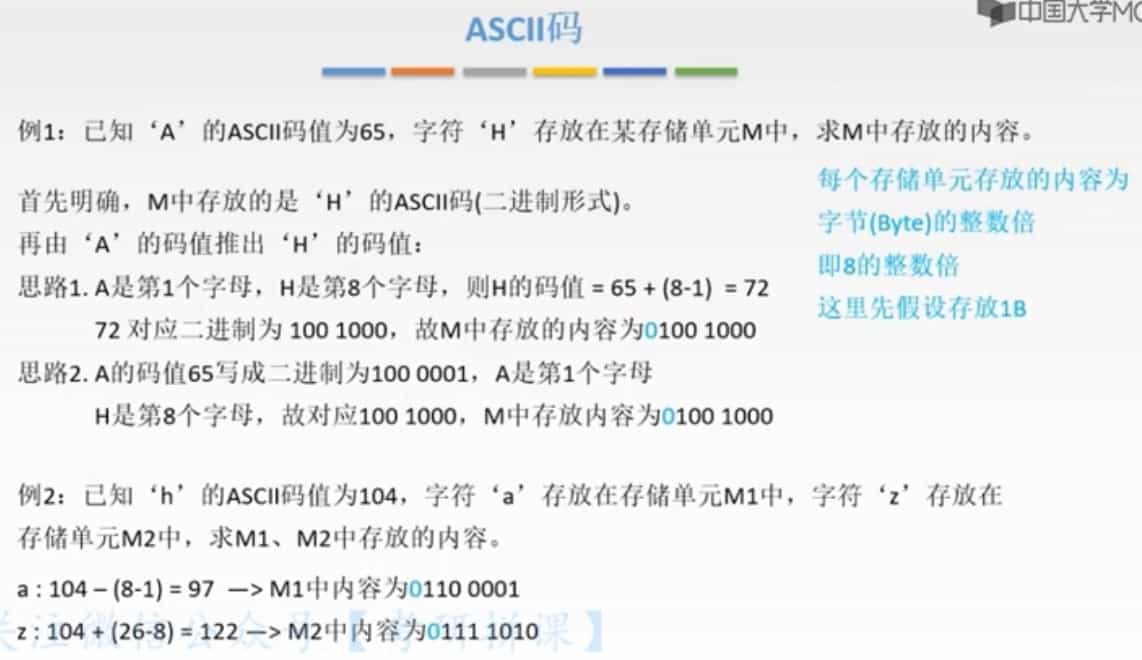 中国大学MO
ASCII码
例1：已知‘A’的ASCII码值为65，字符‘H’存放在某存储单元M中，求M中存放的内容。
首先明确，M中存放的是‘H’的ASCII码(二进制形式)。
再由‘A’的码值推出‘H’的码值：
思路1. A是第1个字母，H是第8个字母，则H的码值 = 65 + (8-1) = 72
72 对应二进制为 100 1000，故M中存放的内容为0100 1000
思路2. A的码值65写成二进制为100 0001，A是第1个字母
H是第8个字母，故对应100 1000，M中存放内容为0100 1000
每个存储单元存放的内容为
字节(Byte)的整数倍
即8的整数倍
这里先假设存放1B
例2：已知‘h’的ASCII码值为104，字符‘a’存放在存储单元M1中，字符‘z’存放在
存储单元M2中，求M1、M2中存放的内容。
a : 104 – (8-1) = 97 —> M1中内容为0110 0001
z : 104 + (26-8) = 122 —> M2中内容为0111 1010
关注微信公众号【考研拼课】